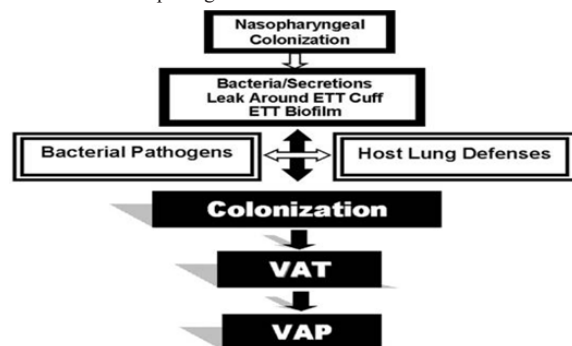 Nasopharyngeal
Colonization
Bacteria/Secretions
Leak Around ETT Cuff
ETT Biofilm
Bacterial Pathogens
Host Lung Defenses
Colonization
VAT
VAP